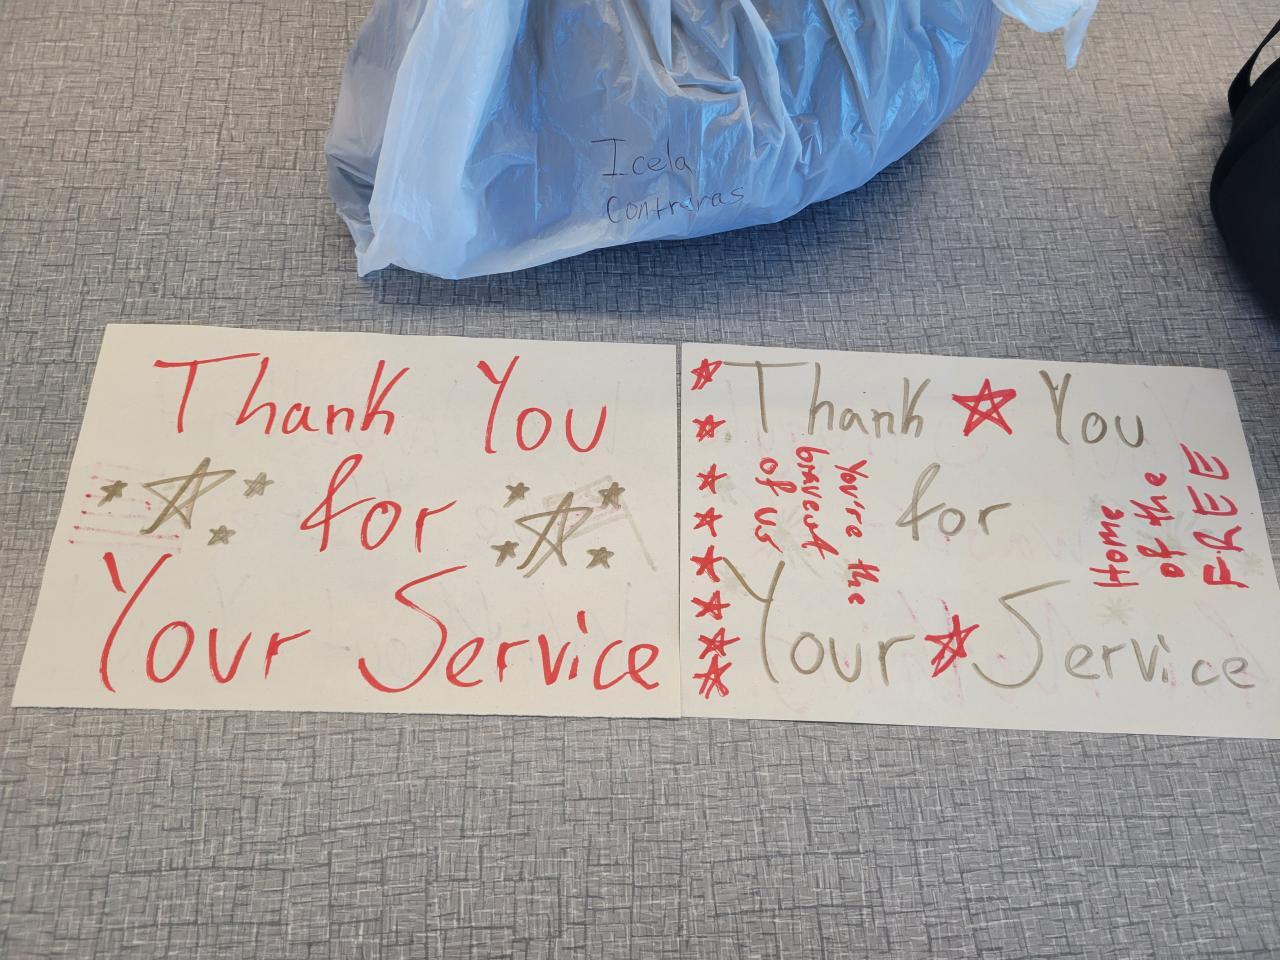 Icela
Contreras
Thank You
for
Your Service
Thank You
for
Your Service
You're the
bravest
of us
Home
of the
FREE